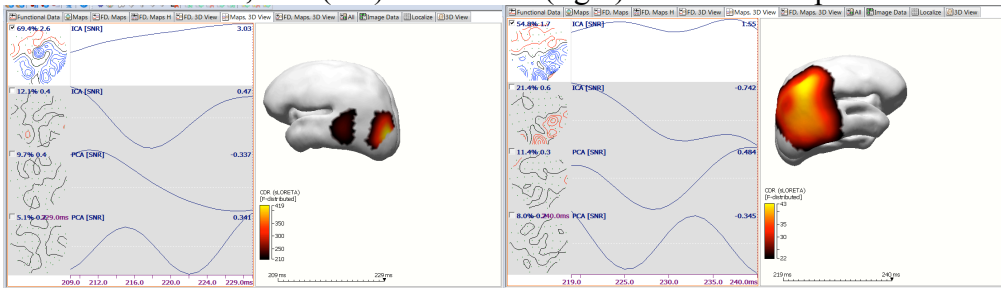 Functional Data Maps FD. Maps FD. Maps H FD. 3D View Maps. 3D View FD. Maps. 3D View All Image Data Localize 3D View
69.4% 2.6 ICA [SNR] 3.03
12.1% 0.4 ICA [SNR] 0.47
9.7% 0.4 PCA [SNR] -0.337
5.1% 0.2 229.0ms PCA [SNR] 0.341
209.0 212.0 216.0 220.0 224.0 229.0ms
CDR (sLORETA)
[F-distributed]
419
350
300
250
210
209 ms 229 ms
Functional Data Maps FD. Maps FD. Maps H FD. 3D View Maps. 3D View FD. Maps. 3D View All Image Data Localize 3D View
54.8% 1.7 ICA [SNR] 1.55
21.4% 0.6 ICA [SNR] -0.742
11.4% 0.3 PCA [SNR] 0.484
8.0% 0.2 240.0ms PCA [SNR] -0.345
219.0 225.0 230.0 235.0 240.0ms
CDR (sLORETA)
[F-distributed]
43
35
30
22
219 ms 240 ms